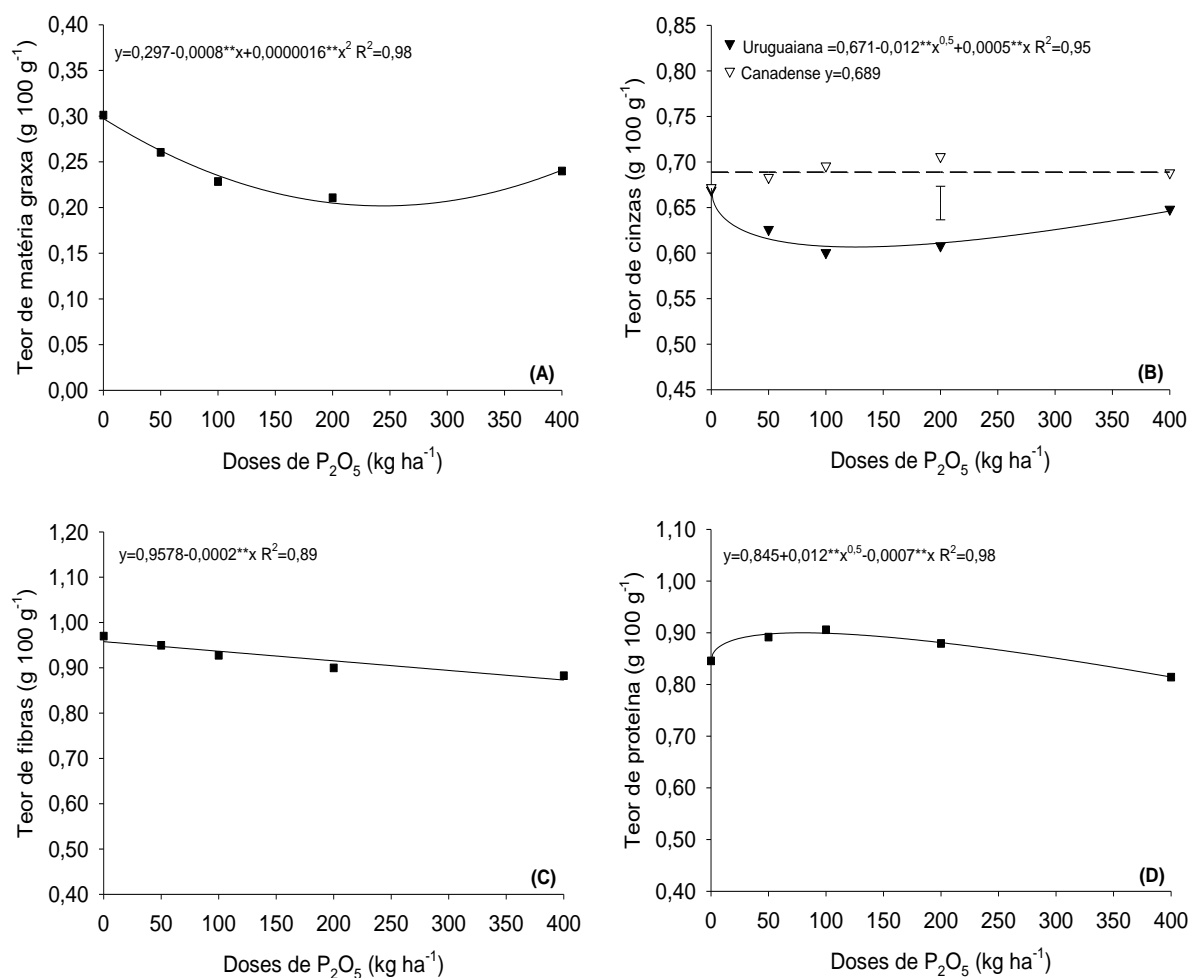 y=0,297-0,0008**x+0,0000016**x² R²=0,98
Teor de matéria graxa (g 100 g⁻¹)
0,40
0,35
0,30
0,25
0,20
0,15
0,10
0,05
0,00
(A)
0 50 100 150 200 250 300 350 400
Doses de P₂O₅ (kg ha⁻¹)
▼ Uruguaiana =0,671-0,012**x⁰,⁵+0,0005**x R²=0,95
▽ Canadense y=0,689
Teor de cinzas (g 100 g⁻¹)
0,85
0,80
0,75
0,70
0,65
0,60
0,55
0,50
0,45
(B)
0 50 100 150 200 250 300 350 400
Doses de P₂O₅ (kg ha⁻¹)
y=0,9578-0,0002**x R²=0,89
Teor de fibras (g 100 g⁻¹)
1,20
1,10
1,00
0,90
0,80
0,70
0,60
0,50
0,40
(C)
0 50 100 150 200 250 300 350 400
Doses de P₂O₅ (kg ha⁻¹)
y=0,845+0,012**x⁰,⁵-0,0007**x R²=0,98
Teor de proteína (g 100 g⁻¹)
1,10
1,00
0,90
0,80
0,70
0,60
0,50
0,40
(D)
0 50 100 150 200 250 300 350 400
Doses de P₂O₅ (kg ha⁻¹)